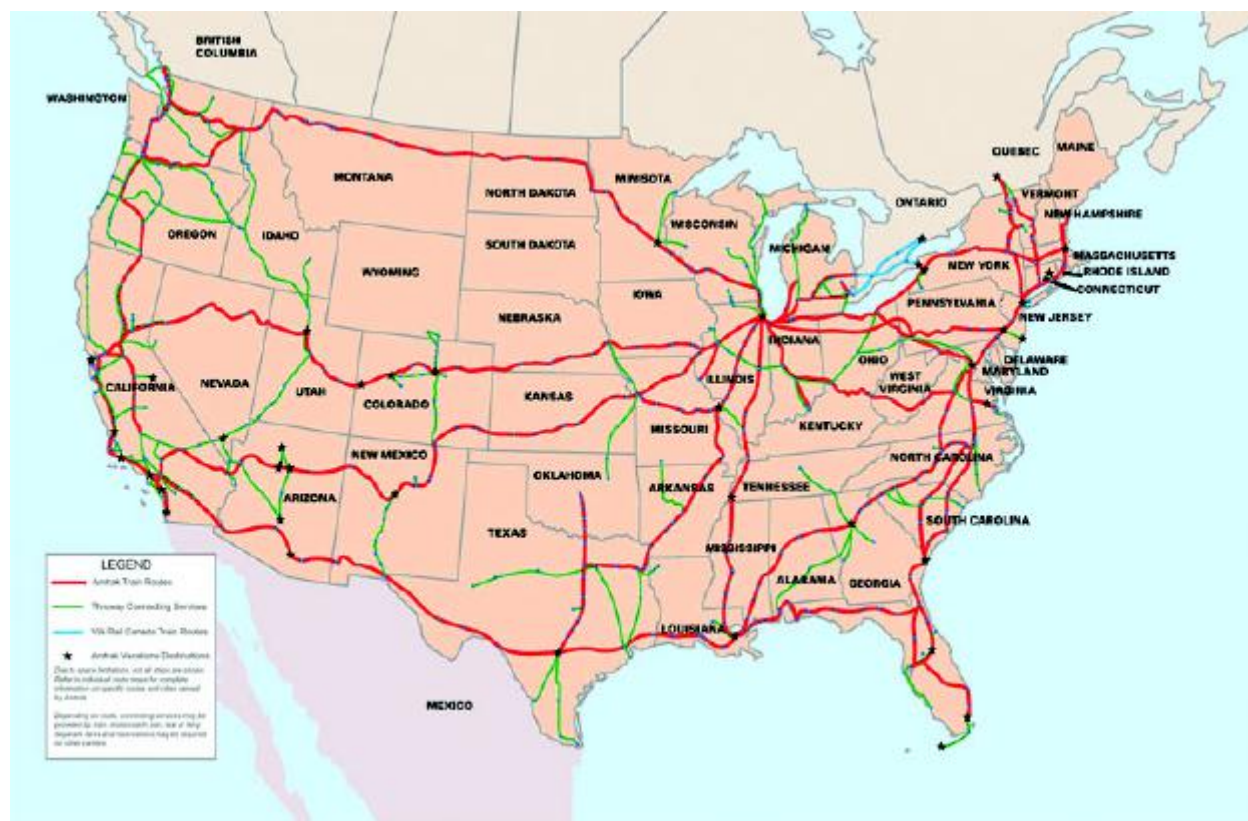 BRITISH
COLUMBIA
WASHINGTON
QUEBEC
MAINE
MONTANA
NORTH DAKOTA
MINISOTA
VERMONT
ONTARIO
NEW HAMPSHIRE
WISCONSIN
OREGON
IDAHO
SOUTH DAKOTA
MICHIGAN
MASSACHUSETTS
NEW YORK
RHODE ISLAND
WYOMING
CONNECTICUT
IOWA
PENNSYLVANIA
NEW JERSEY
NEBRASKA
INDIANA
OHIO
DELAWARE
MARYLAND
CALIFORNIA
NEVADA
UTAH
COLORADO
KANSAS
ILLINOIS
WEST
VIRGINIA
VIRGINIA
MISSOURI
KENTUCKY
NEW MEXICO
NORTH CAROLINA
OKLAHOMA
ARKANSAS
TENNESSEE
ARIZONA
TEXAS
SOUTH CAROLINA
MISSISSIPPI
ALABAMA
GEORGIA
LOUISIANA
MEXICO
LEGEND
Amtrak Train Routes
Thruway Connecting Services
VIA Rail Canada Train Routes
Amtrak Vacations Destinations